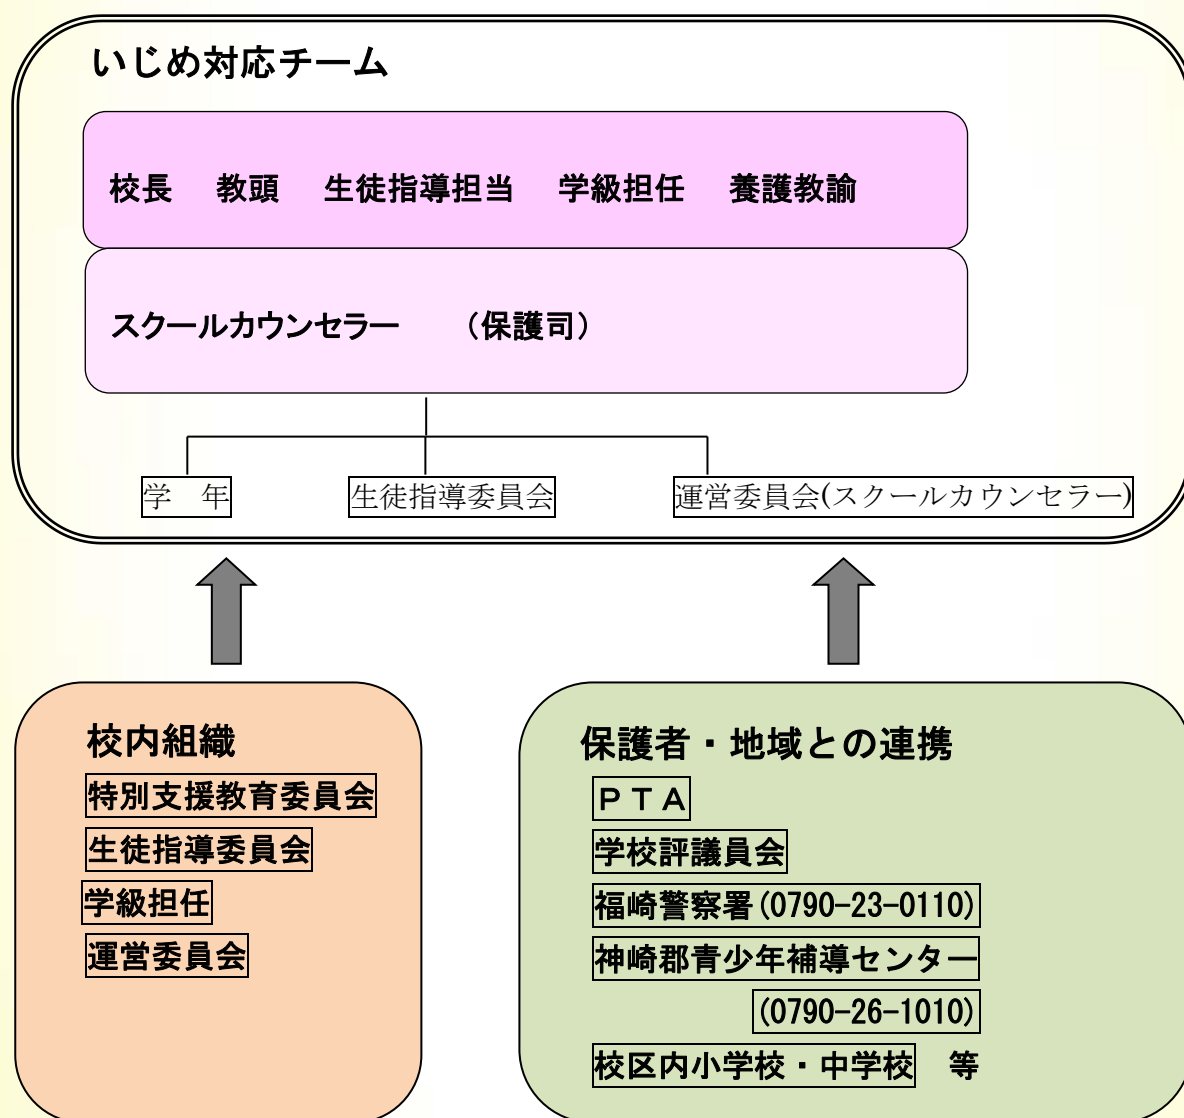 いじめ対応チーム
校長　教頭　生徒指導担当　学級担任　養護教諭
スクールカウンセラー　（保護司）
学　年
生徒指導委員会
運営委員会(スクールカウンセラー)
校内組織
特別支援教育委員会
生徒指導委員会
学級担任
運営委員会
保護者・地域との連携
ＰＴＡ
学校評議員会
福崎警察署(0790-23-0110)
神崎郡青少年補導センター
(0790-26-1010)
校区内小学校・中学校　等